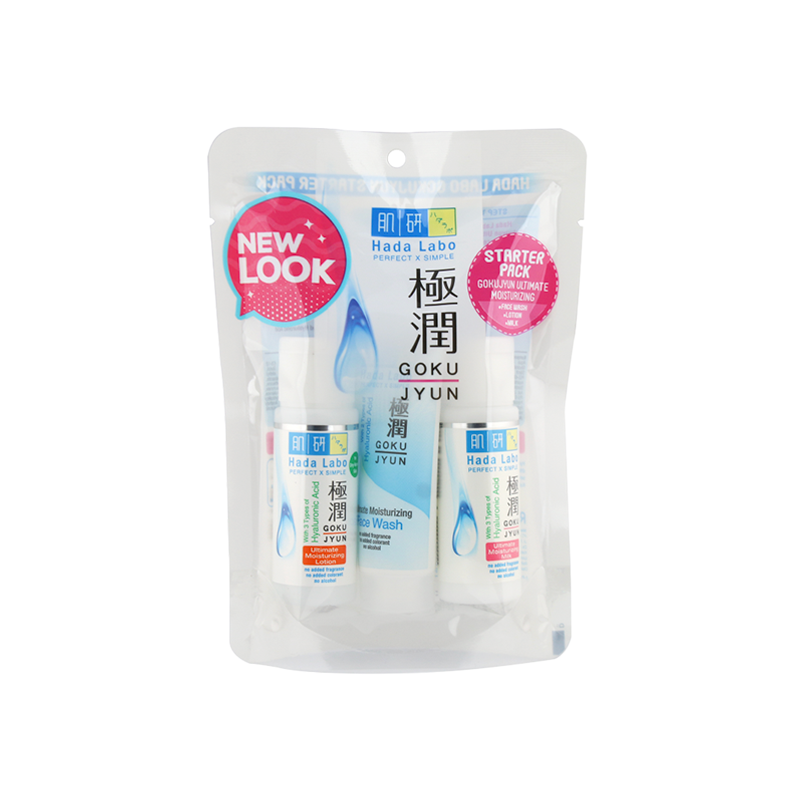 HADA LABO GOKUJYUN STARTER PACK
NEW
LOOK
肌研
ハダラボ
Hada Labo
PERFECT X SIMPLE
極潤
GOKU
JYUN
STARTER
PACK
GOKUJYUN ULTIMATE
MOISTURIZING
•FACE WASH
•LOTION
•MILK
肌研
Hada Labo
PERFECT X SIMPLE
With 3 Types of
Hyaluronic Acid
極潤
GOKU
JYUN
Ultimate
Moisturizing
Lotion
no added fragrance
no added colorant
no alcohol
Hyaluronic Acid
極潤
GOKU
JYUN
Moisturizing
Face Wash
added fragrance
added colorant
no alcohol
肌研
Hada Labo
PERFECT X SIMPLE
With 3 Types of
Hyaluronic Acid
極潤
GOKU
JYUN
Ultimate
Moisturizing
Milk
no added fragrance
no added colorant
no alcohol